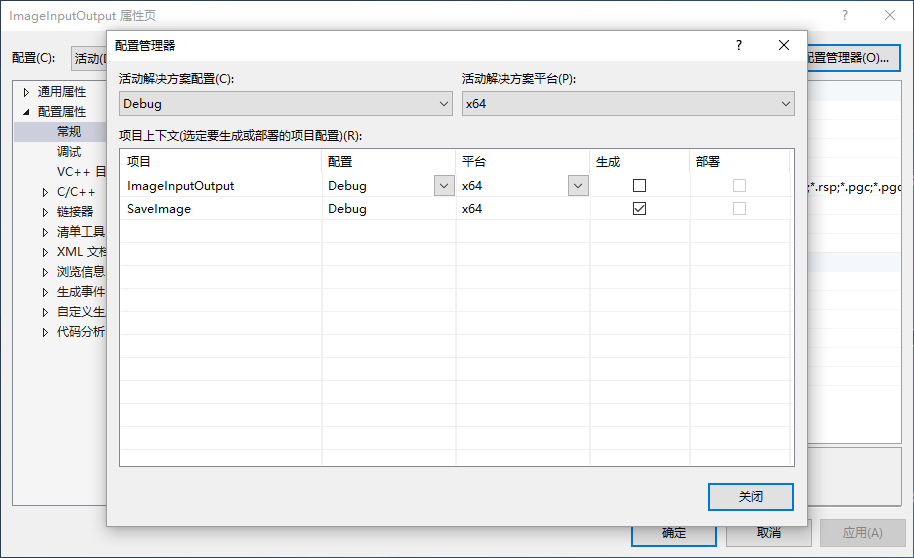 ImageInputOutput 属性页
配置(C):
活动(D
配置管理器(O)...
通用属性
配置属性
常规
调试
VC++ 目
C/C++
链接器
清单工具
XML 文档
浏览信息
生成事件
自定义生
代码分析
;*.rsp;*.pgc;*.pgd
配置管理器
活动解决方案配置(C):
活动解决方案平台(P):
Debug
x64
项目上下文(选定要生成或部署的项目配置)(R):
项目 配置 平台 生成 部署
ImageInputOutput Debug x64
SaveImage Debug x64
关闭
确定 取消 应用(A)